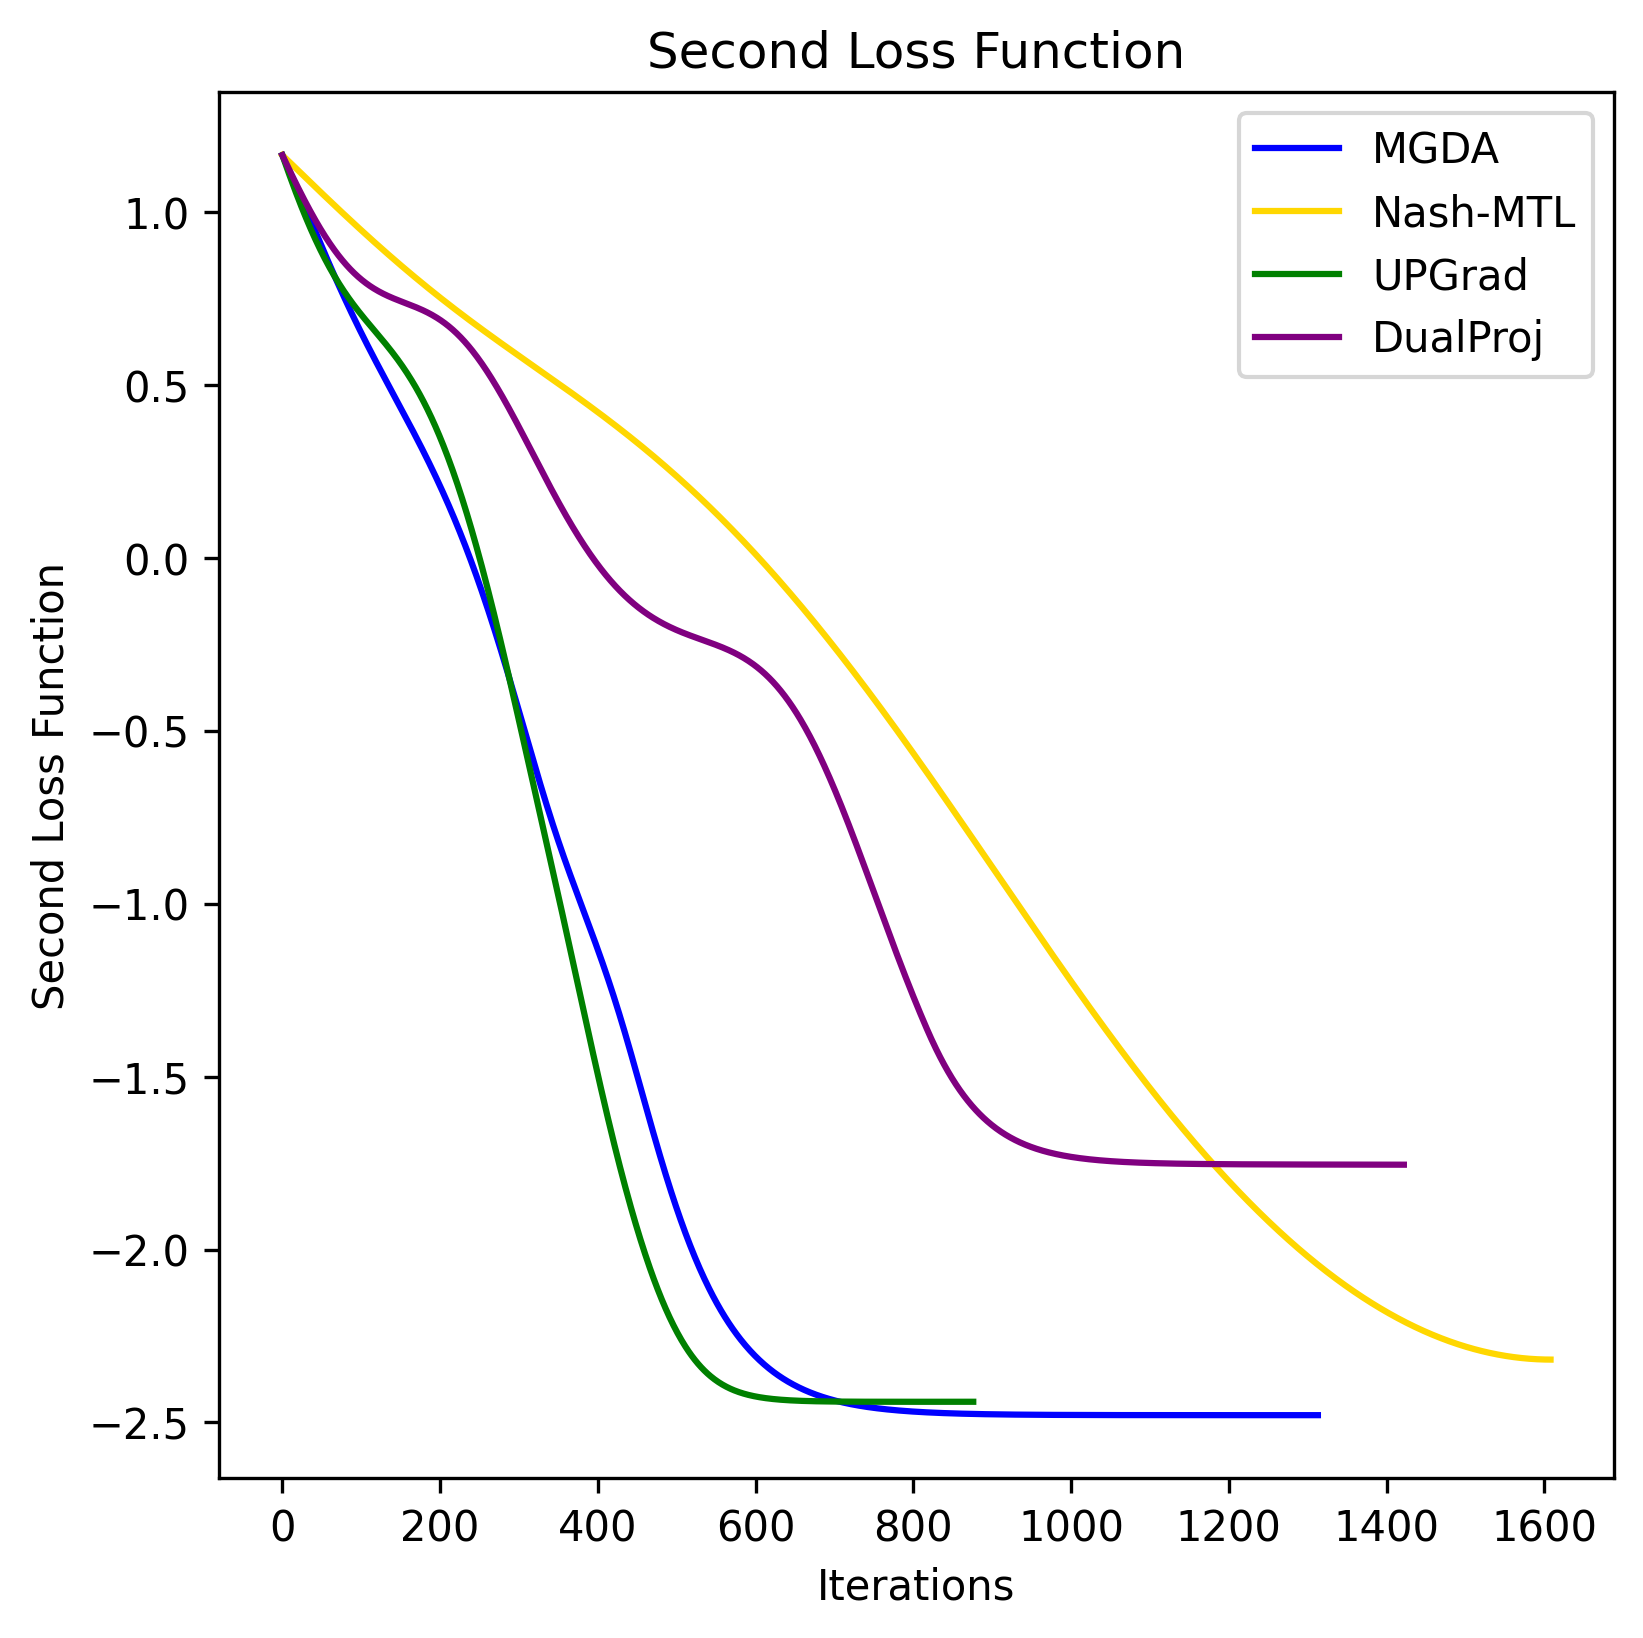 Second Loss Function
MGDA
Nash-MTL
UPGrad
DualProj
Second Loss Function
1.0
0.5
0.0
−0.5
−1.0
−1.5
−2.0
−2.5
0 200 400 600 800 1000 1200 1400 1600
Iterations